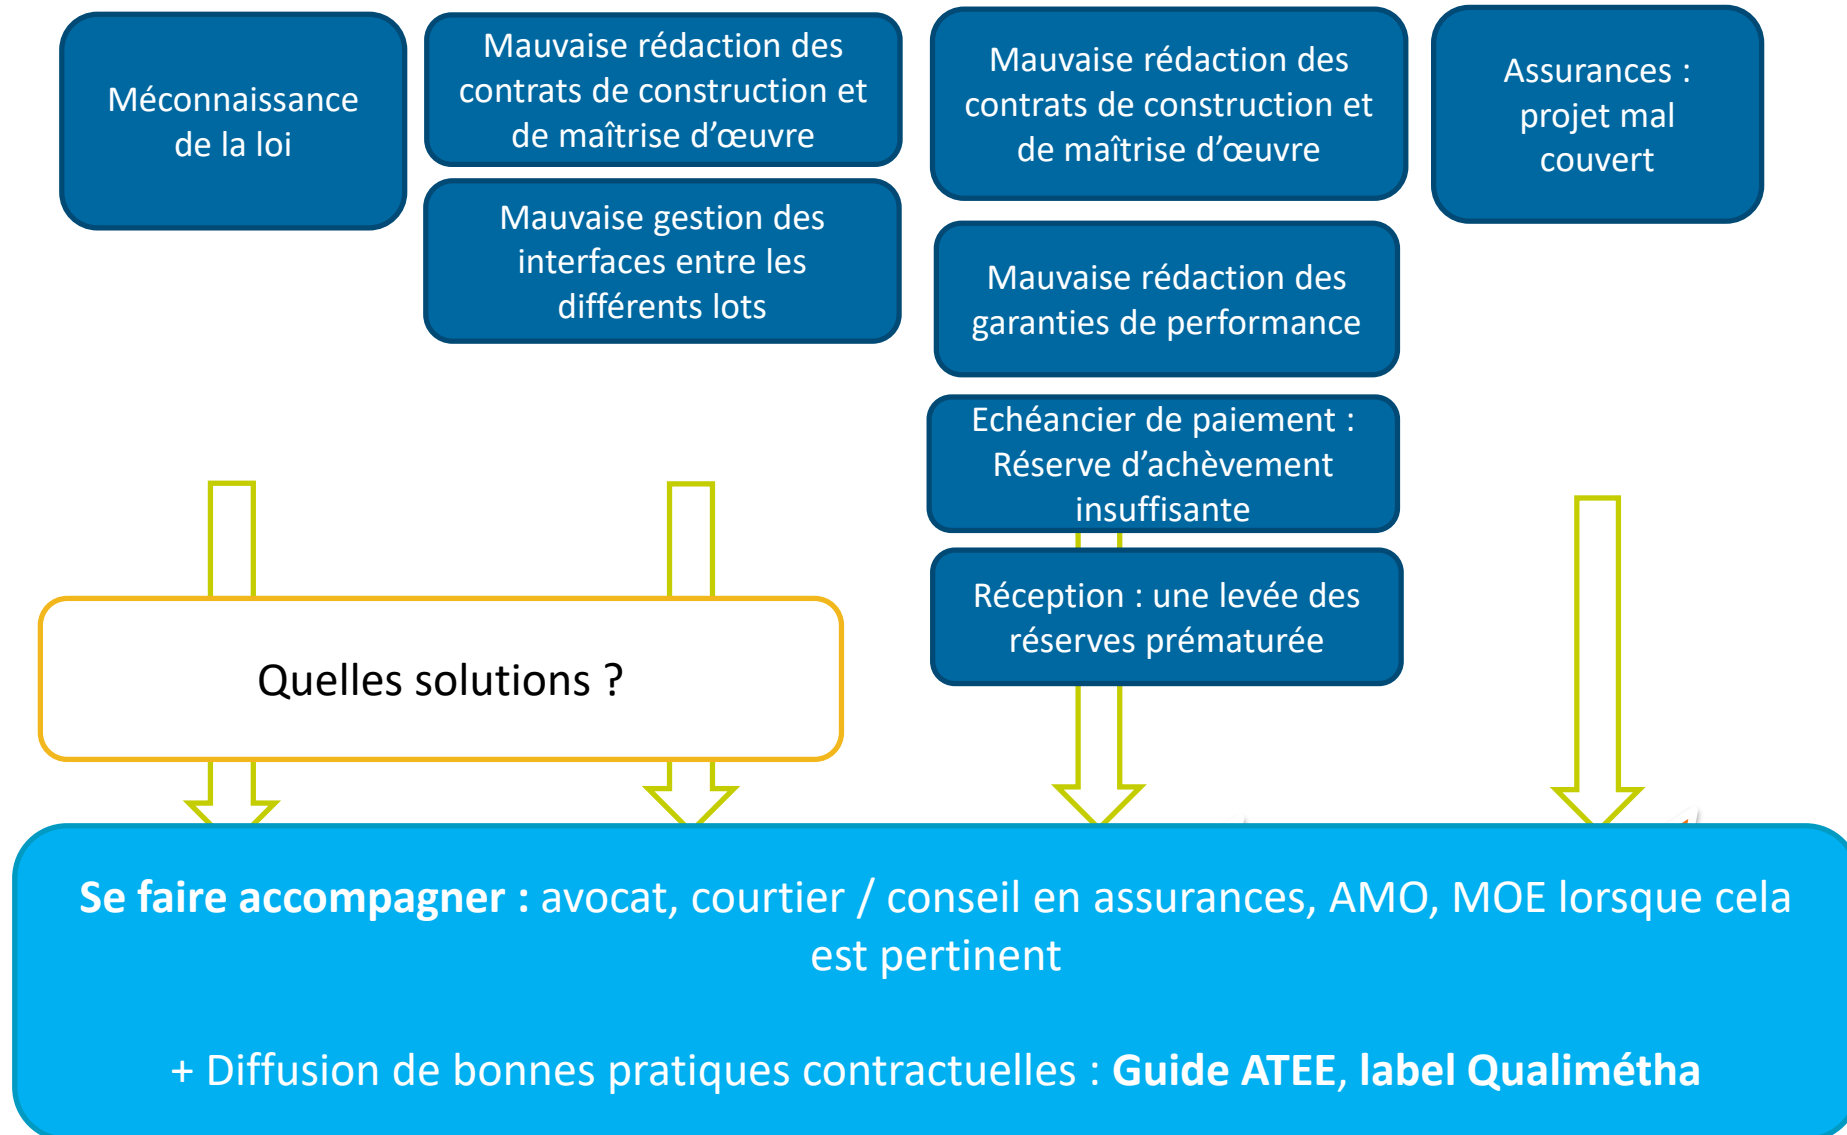 Méconnaissance
de la loi
Mauvaise rédaction des
contrats de construction et
de maîtrise d’œuvre
Mauvaise gestion des
interfaces entre les
différents lots
Mauvaise rédaction des
contrats de construction et
de maîtrise d’œuvre
Mauvaise rédaction des
garanties de performance
Echéancier de paiement :
Réserve d’achèvement
insuffisante
Réception : une levée des
réserves prématurée
Assurances :
projet mal
couvert
Quelles solutions ?
Se faire accompagner : avocat, courtier / conseil en assurances, AMO, MOE lorsque cela
est pertinent
+ Diffusion de bonnes pratiques contractuelles : Guide ATEE, label Qualimétha